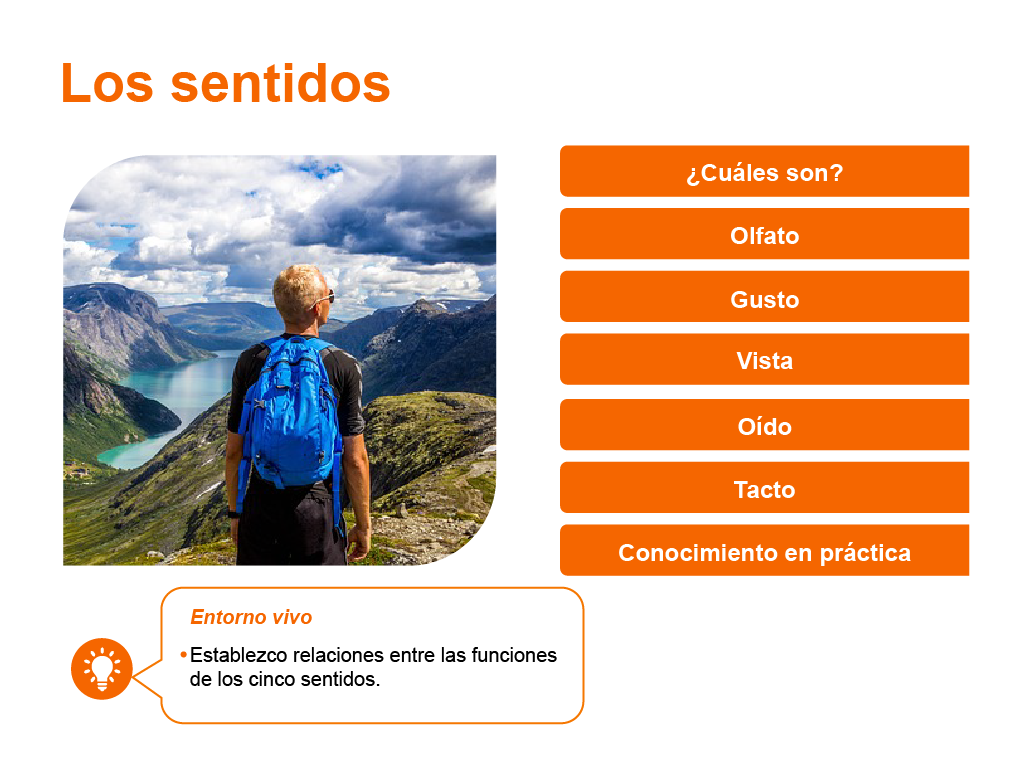 Los sentidos
¿Cuáles son?
Olfato
Gusto
Vista
Oído
Tacto
Conocimiento en práctica
Entorno vivo
•Establezco relaciones entre las funciones
de los cinco sentidos.